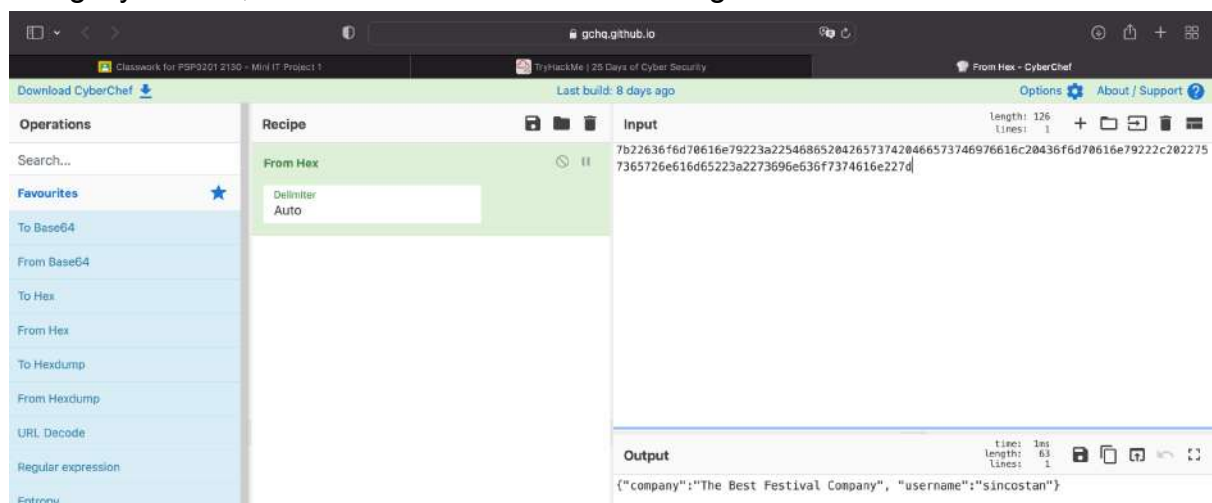 gchq.github.io
Classwork for PSP0201 2130 - Mini IT Project 1
TryHackMe | 25 Days of Cyber Security
From Hex - CyberChef
Download CyberChef
Last build: 8 days ago
Options
About / Support
Operations
Recipe
Input
length: 126
lines: 1
Search...
From Hex
7b22636f6d70616e79223a22546865204265737420466573746976616c20436f6d70616e79222c202275
7365726e616d65223a2273696e636f7374616e227d
Favourites
Delimiter
Auto
To Base64
From Base64
To Hex
From Hex
To Hexdump
From Hexdump
URL Decode
Regular expression
Entropy
Output
time: 1ms
length: 63
lines: 1
{"company":"The Best Festival Company", "username":"sincostan"}